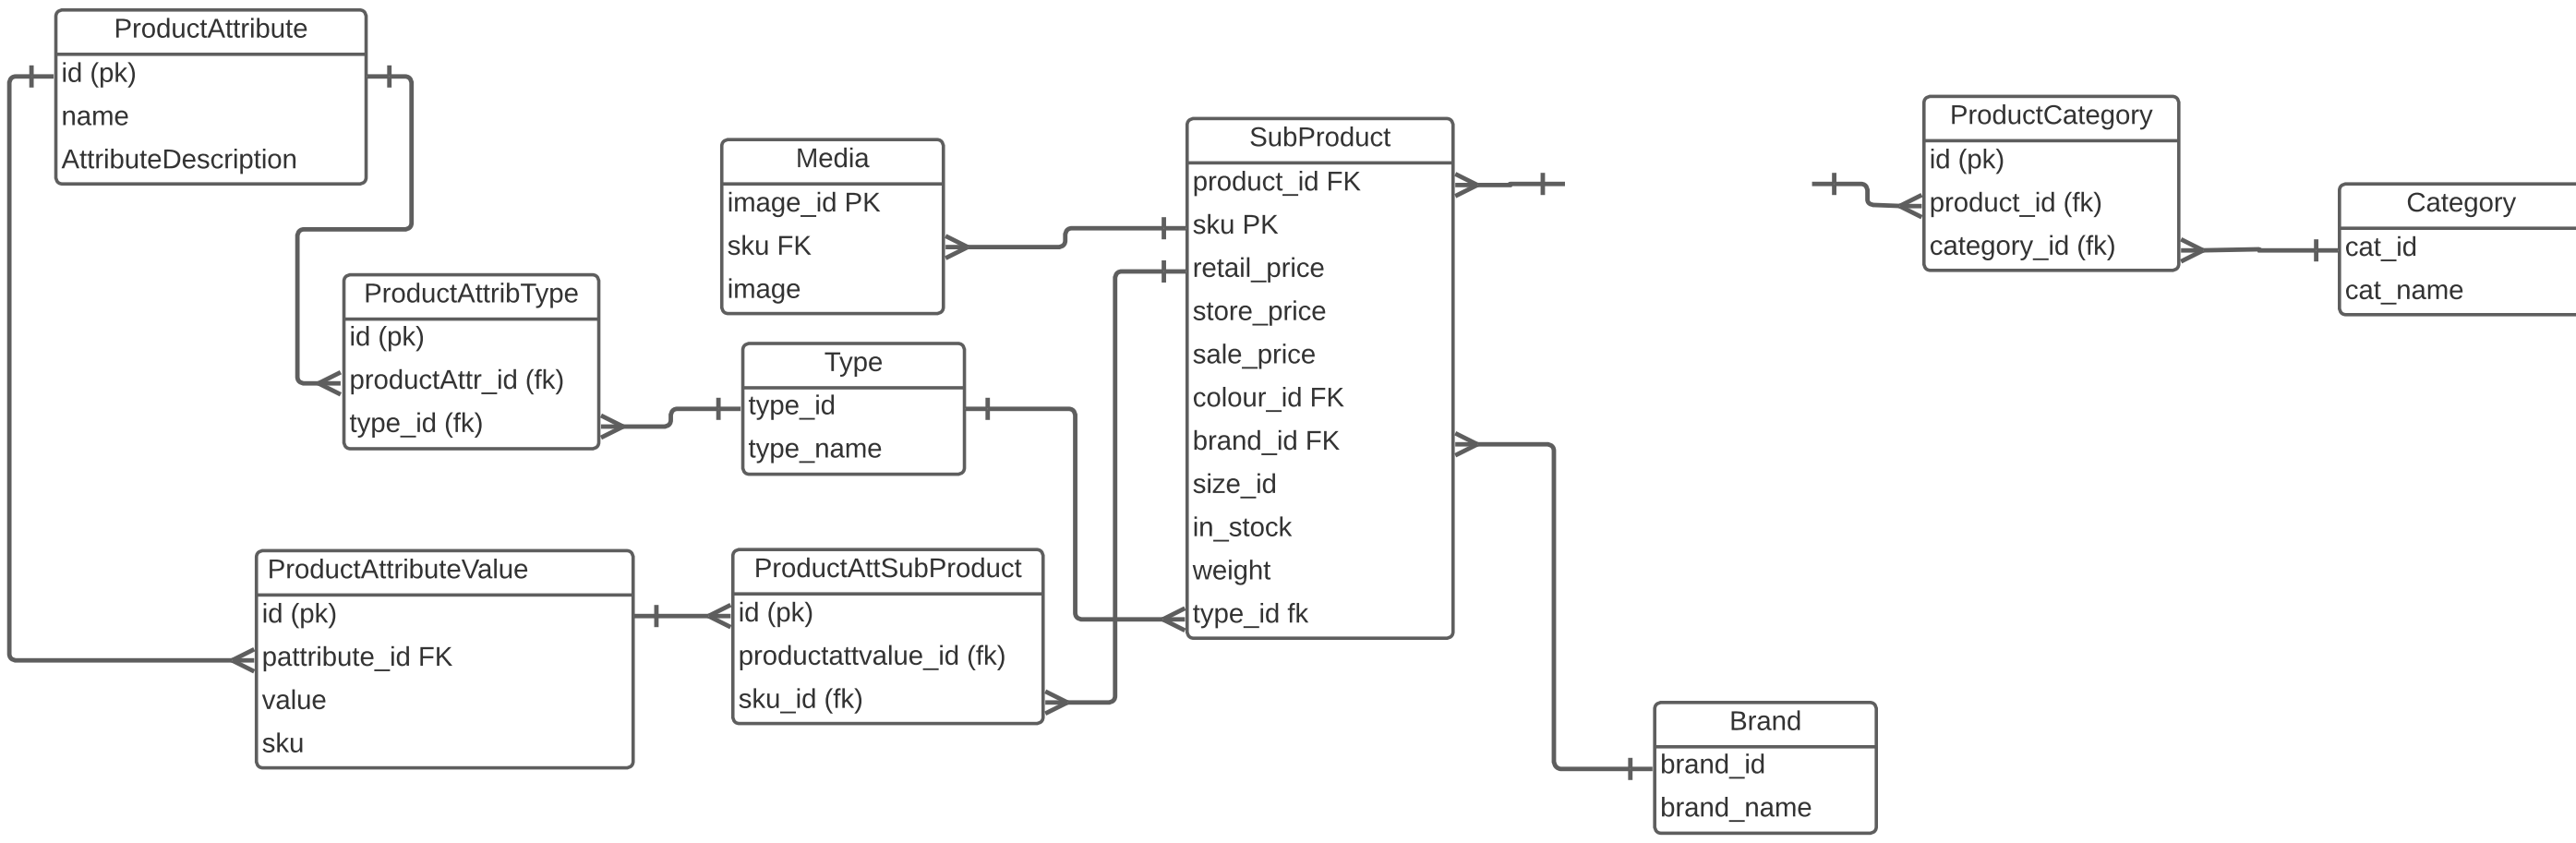 ProductAttribute
id (pk)
name
AttributeDescription
ProductAttribType
id (pk)
productAttr_id (fk)
type_id (fk)
Media
image_id PK
sku FK
image
Type
type_id
type_name
ProductAttributeValue
id (pk)
pattribute_id FK
value
sku
ProductAttSubProduct
id (pk)
productattvalue_id (fk)
sku_id (fk)
SubProduct
product_id FK
sku PK
retail_price
store_price
sale_price
colour_id FK
brand_id FK
size_id
in_stock
weight
type_id fk
Brand
brand_id
brand_name
ProductCategory
id (pk)
product_id (fk)
category_id (fk)
Category
cat_id
cat_name